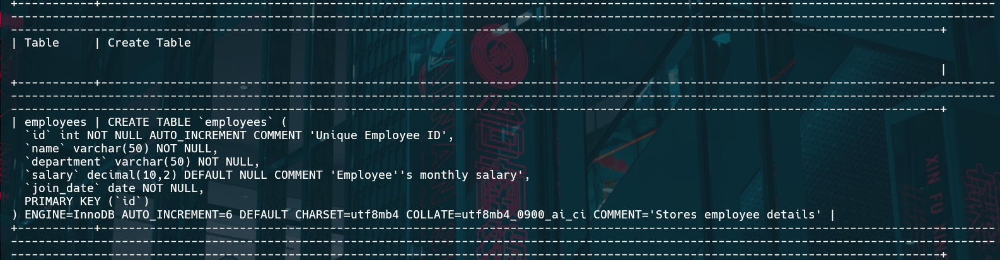 +-----------+----------------------------------------------------------------------------------------------------------------------------------
----------------------------------------------------------------------------------------------------------------------------------------------
--------------------------------------------------------------------------------------------------------------------------------------+
| Table     | Create Table
|
+-----------+----------------------------------------------------------------------------------------------------------------------------------
----------------------------------------------------------------------------------------------------------------------------------------------
--------------------------------------------------------------------------------------------------------------------------------------+
| employees | CREATE TABLE `employees` (
  `id` int NOT NULL AUTO_INCREMENT COMMENT 'Unique Employee ID',
  `name` varchar(50) NOT NULL,
  `department` varchar(50) NOT NULL,
  `salary` decimal(10,2) DEFAULT NULL COMMENT 'Employee''s monthly salary',
  `join_date` date NOT NULL,
  PRIMARY KEY (`id`)
) ENGINE=InnoDB AUTO_INCREMENT=6 DEFAULT CHARSET=utf8mb4 COLLATE=utf8mb4_0900_ai_ci COMMENT='Stores employee details' |
+-----------+----------------------------------------------------------------------------------------------------------------------------------
----------------------------------------------------------------------------------------------------------------------------------------------
--------------------------------------------------------------------------------------------------------------------------------------+
XIN FU XING